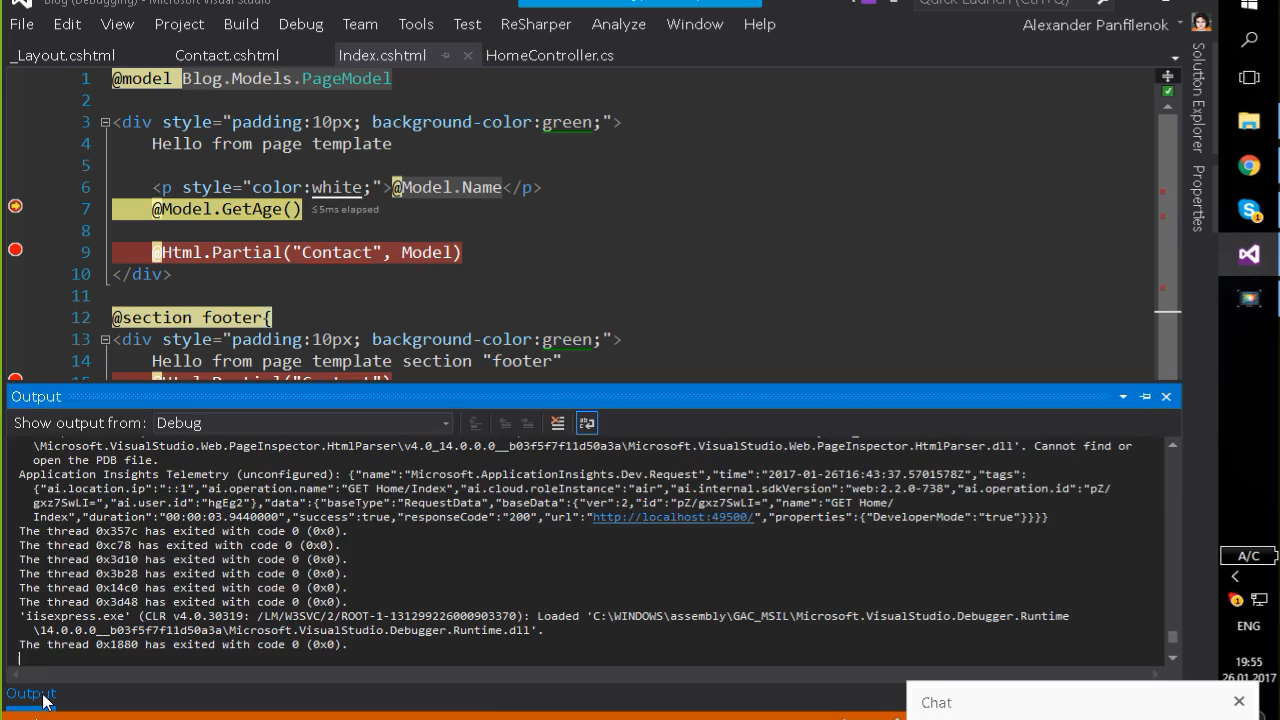 Blog (Debugging) - Microsoft Visual Studio
Quick Launch (Ctrl+Q)
File Edit View Project Build Debug Team Tools Test ReSharper Analyze Window Help
Alexander Panfilenok
_Layout.cshtml Contact.cshtml Index.cshtml HomeController.cs
1 @model Blog.Models.PageModel
2
3 <div style="padding:10px; background-color:green;">
4 Hello from page template
5
6 <p style="color:white;">@Model.Name</p>
7 @Model.GetAge() ≤5ms elapsed
8
9 @Html.Partial("Contact", Model)
10 </div>
11
12 @section footer{
13 <div style="padding:10px; background-color:green;">
14 Hello from page template section "footer"
15 @Html.Partial("Contact")
Solution Explorer
Properties
Output
Show output from: Debug
\Microsoft.VisualStudio.Web.PageInspector.HtmlParser\v4.0_14.0.0.0__b03f5f7f11d50a3a\Microsoft.VisualStudio.Web.PageInspector.HtmlParser.dll'. Cannot find or
open the PDB file.
Application Insights Telemetry (unconfigured): {"name":"Microsoft.ApplicationInsights.Dev.Request","time":"2017-01-26T16:43:37.5701578Z","tags":
{"ai.location.ip":"::1","ai.operation.name":"GET Home/Index","ai.cloud.roleInstance":"air","ai.internal.sdkVersion":"web:2.2.0-738","ai.operation.id":"pZ/
gxz7SwLI=","ai.user.id":"hgEg2"},"data":{"baseType":"RequestData","baseData":{"ver":2,"id":"pZ/gxz7SwLI=","name":"GET Home/
Index","duration":"00:00:03.9440000","success":true,"responseCode":"200","url":"http://localhost:49500/","properties":{"DeveloperMode":"true"}}}}
The thread 0x357c has exited with code 0 (0x0).
The thread 0xc78 has exited with code 0 (0x0).
The thread 0x3d10 has exited with code 0 (0x0).
The thread 0x3b28 has exited with code 0 (0x0).
The thread 0x14c0 has exited with code 0 (0x0).
The thread 0x3d48 has exited with code 0 (0x0).
'iisexpress.exe' (CLR v4.0.30319: /LM/W3SVC/2/ROOT-1-131299226000903370): Loaded 'C:\WINDOWS\assembly\GAC_MSIL\Microsoft.VisualStudio.Debugger.Runtime
\14.0.0.0__b03f5f7f11d50a3a\Microsoft.VisualStudio.Debugger.Runtime.dll'.
The thread 0x1880 has exited with code 0 (0x0).
Output
Chat
A/C
ENG
19:55
26.01.2017